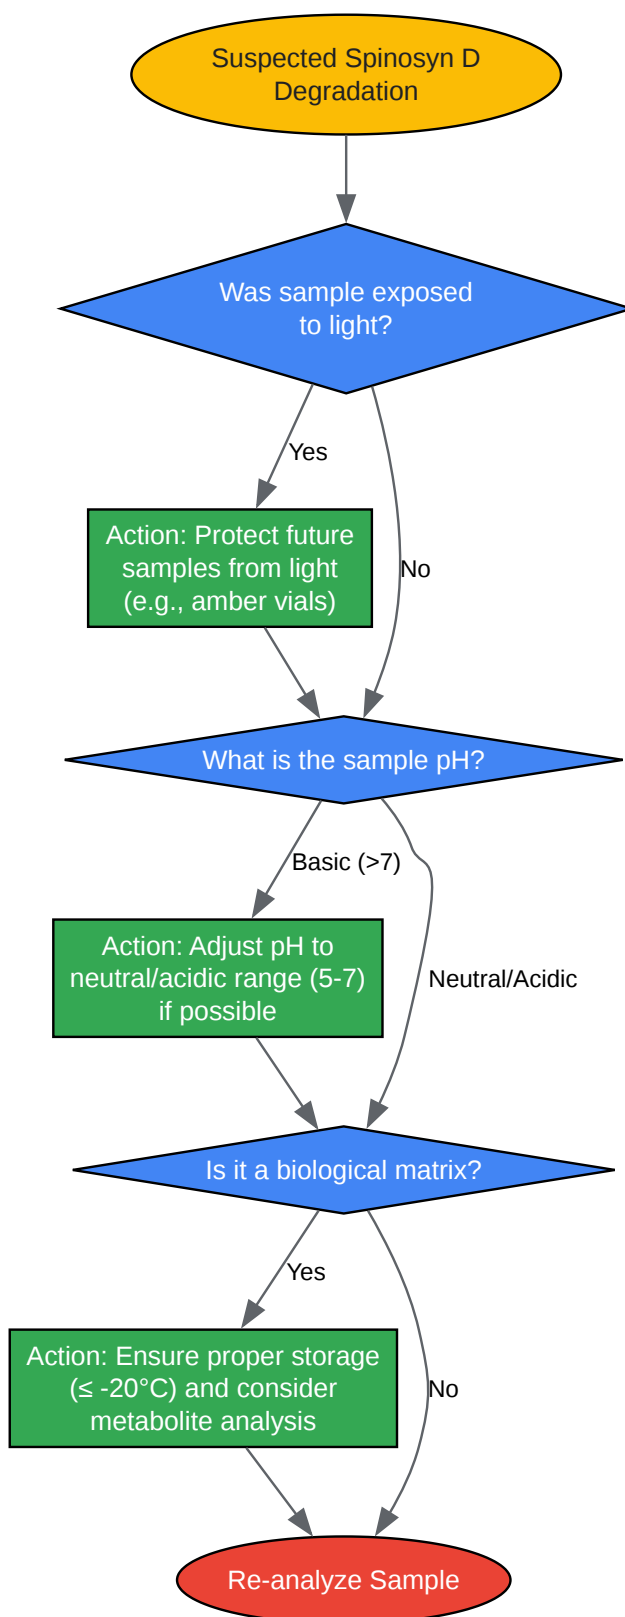 Suspected Spinosyn D
Degradation
Was sample exposed
to light?
Yes
Action: Protect future
samples from light
(e.g., amber vials)
No
What is the sample pH?
Basic (>7)
Action: Adjust pH to
neutral/acidic range (5-7)
if possible
Neutral/Acidic
Is it a biological matrix?
Yes
Action: Ensure proper storage
(≤ -20°C) and consider
metabolite analysis
No
Re-analyze Sample